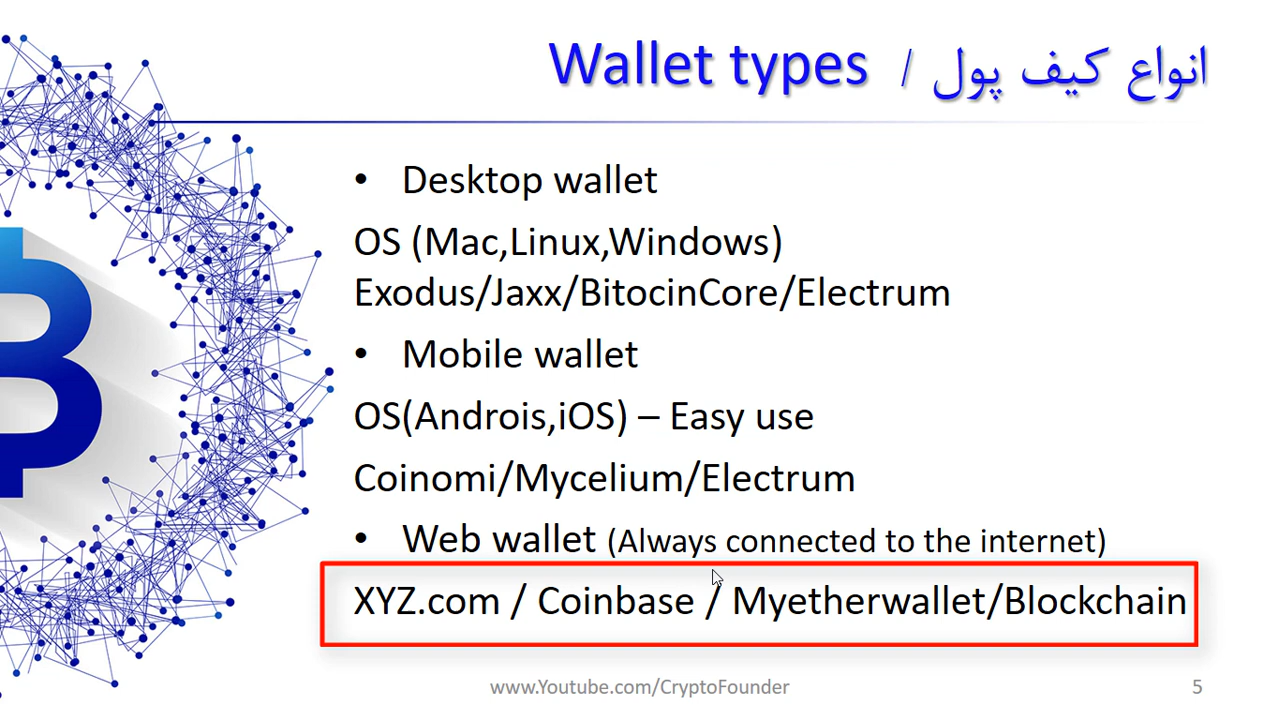 Wallet types / انواع کیف پول
• Desktop wallet
OS (Mac,Linux,Windows)
Exodus/Jaxx/BitocinCore/Electrum
• Mobile wallet
OS(Androis,iOS) – Easy use
Coinomi/Mycelium/Electrum
• Web wallet (Always connected to the internet)
XYZ.com / Coinbase / Myetherwallet/Blockchain
www.Youtube.com/CryptoFounder
5